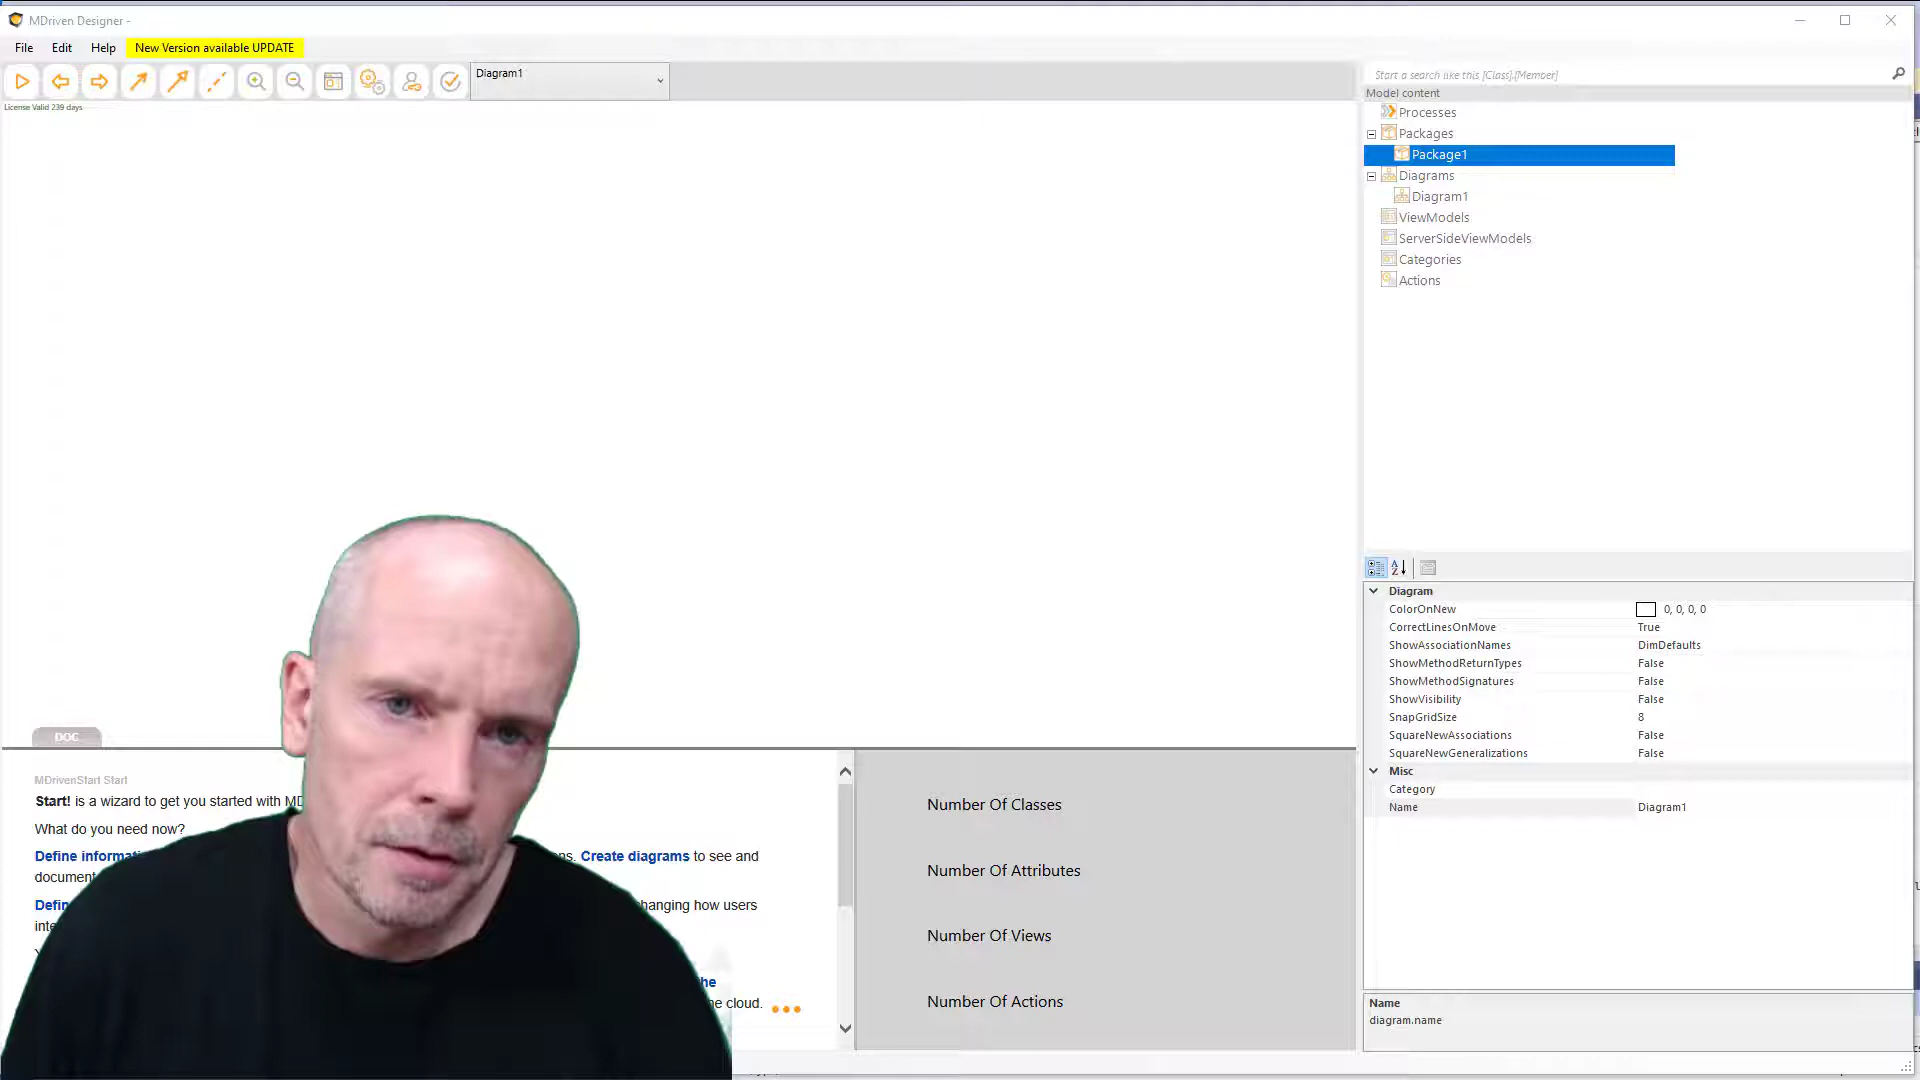 MDriven Designer -
File Edit Help New Version available UPDATE
Diagram1
License Valid 239 days
Start a search like this [Class].[Member]
Model content
Processes
Packages
Package1
Diagrams
Diagram1
ViewModels
ServerSideViewModels
Categories
Actions
Diagram
ColorOnNew 0, 0, 0, 0
CorrectLinesOnMove True
ShowAssociationNames DimDefaults
ShowMethodReturnTypes False
ShowMethodSignatures False
ShowVisibility False
SnapGridSize 8
SquareNewAssociations False
SquareNewGeneralizations False
Misc
Category
Name Diagram1
Name
diagram.name
DOC
MDrivenStart Start
Start! is a wizard to get you started with
What do you need now?
Define Create diagrams to see and
document
users
cloud.
Number Of Classes
Number Of Attributes
Number Of Views
Number Of Actions